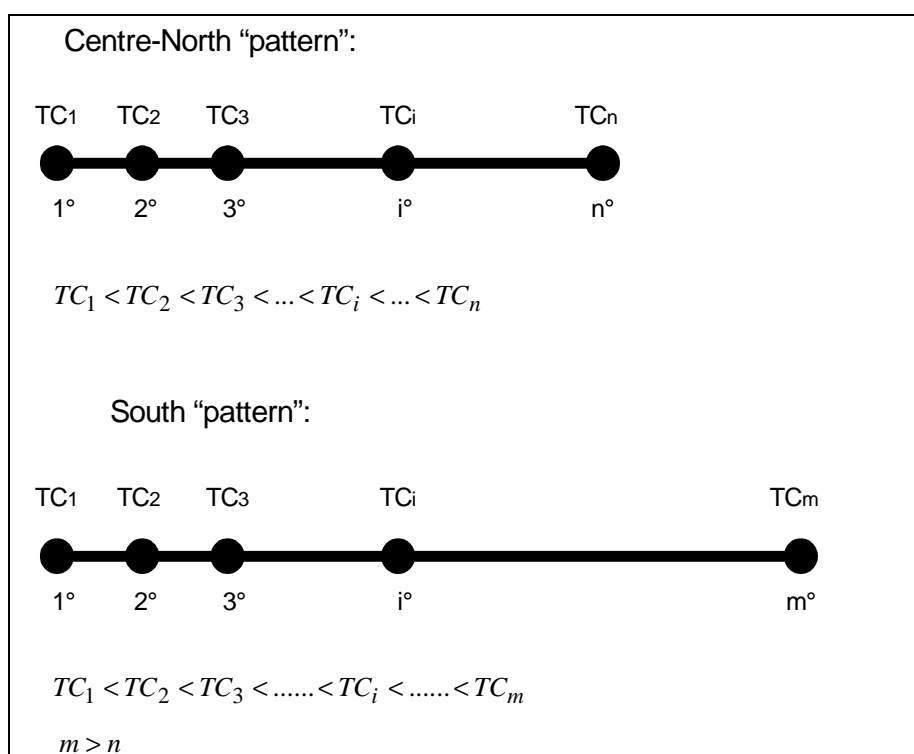 Centre-North “pattern”:
TC1 TC2 TC3 TCi TCn
1° 2° 3° i° n°
TC₁ < TC₂ < TC₃ < ... < TCᵢ < ... < TCₙ
South “pattern”:
TC1 TC2 TC3 TCi TCm
1° 2° 3° i° m°
TC₁ < TC₂ < TC₃ < ...... < TCᵢ < ...... < TCₘ
m > n